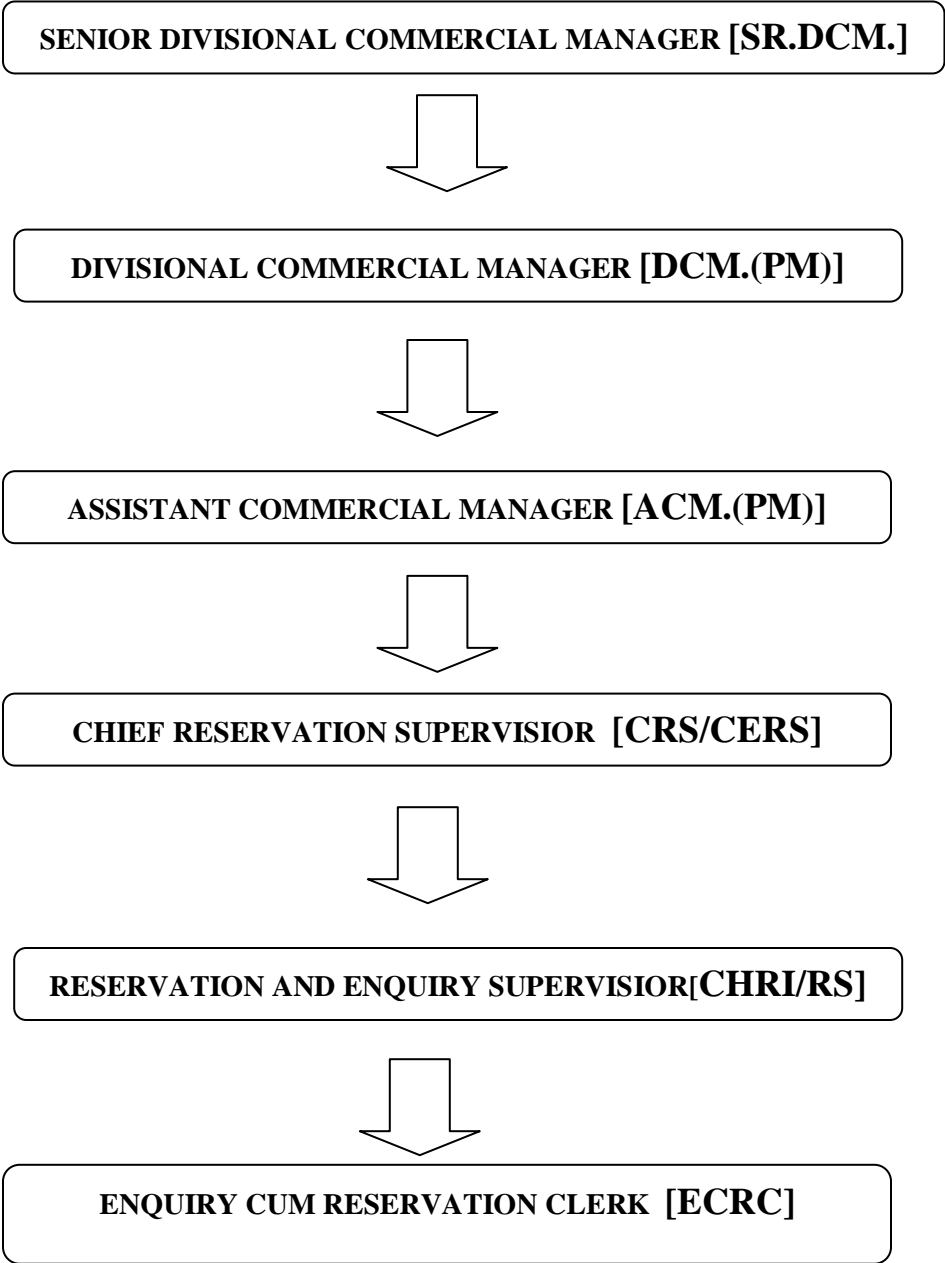 SENIOR DIVISIONAL COMMERCIAL MANAGER [SR.DCM.]
DIVISIONAL COMMERCIAL MANAGER [DCM.(PM)]
ASSISTANT COMMERCIAL MANAGER [ACM.(PM)]
CHIEF RESERVATION SUPERVISIOR [CRS/CERS]
RESERVATION AND ENQUIRY SUPERVISIOR[CHRI/RS]
ENQUIRY CUM RESERVATION CLERK [ECRC]